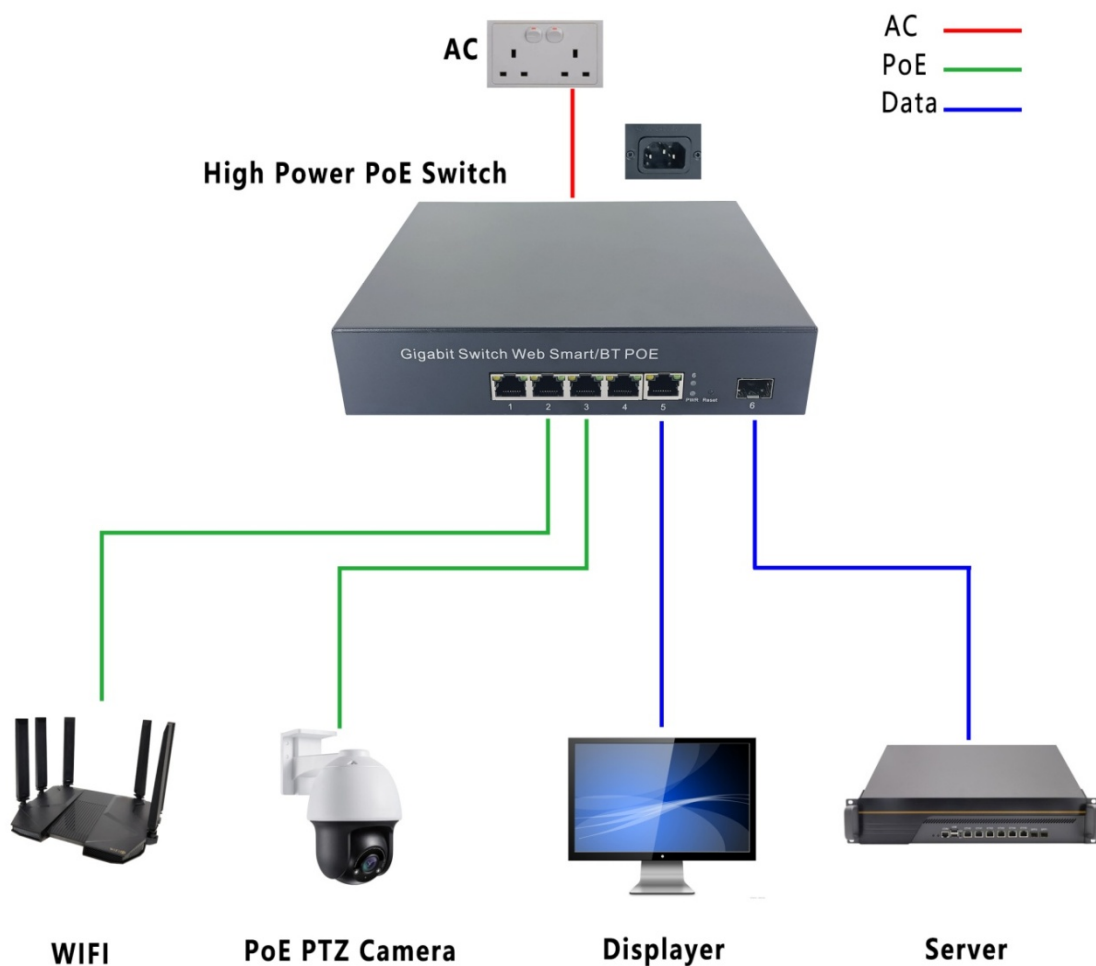 AC
AC
PoE
Data
High Power PoE Switch
Gigabit Switch Web Smart/BT POE
1 2 3 4 5 PWR Reset 6
WIFI
PoE PTZ Camera
Displayer
Server